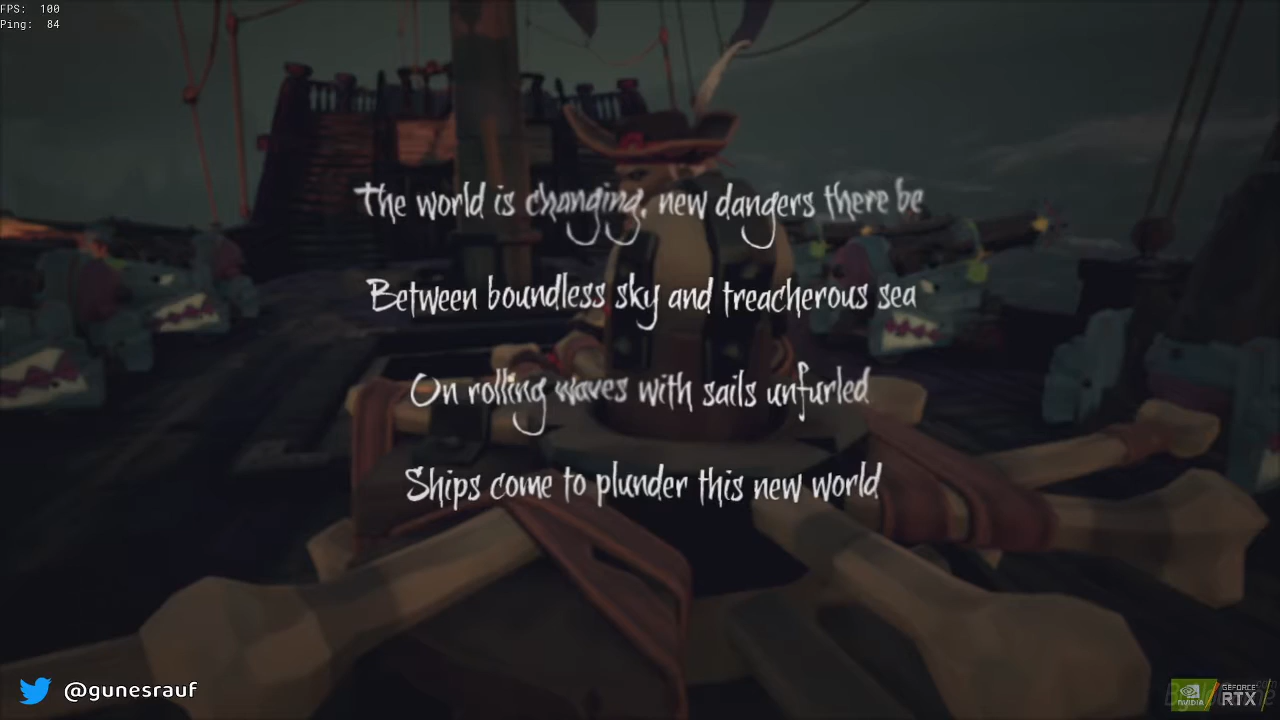 FPS: 100
Ping: 84
The world is changing, new dangers there be
Between boundless sky and treacherous sea
On rolling waves with sails unfurled
Ships come to plunder this new world
@gunesrauf
NVIDIA
GEFORCE
RTX